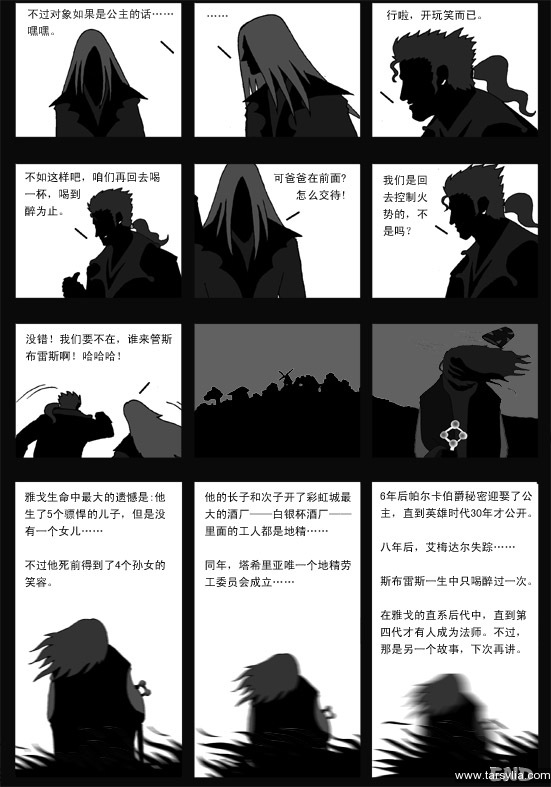 不过对象如果是公主的话……
嘿嘿。
……
行啦，开玩笑而已。
不如这样吧，咱们再回去喝
一杯，喝到
醉为止。
可爸爸在前面？
怎么交待！
我们是回
去控制火
势的，不
是吗？
没错！我们要不在，谁来管斯
布雷斯啊！哈哈哈！
雅戈生命中最大的遗憾是:他
生了5个骠悍的儿子，但是没
有一个女儿……
不过他死前得到了4个孙女的
笑容。
他的长子和次子开了彩虹城最
大的酒厂——白银杯酒厂——
里面的工人都是地精……
同年，塔希里亚唯一个地精劳
工委员会成立……
6年后帕尔卡伯爵秘密迎娶了公
主，直到英雄时代30年才公开。
八年后，艾梅达尔失踪……
斯布雷斯一生中只喝醉过一次。
在雅戈的直系后代中，直到第
四代才有人成为法师。不过，
那是另一个故事，下次再讲。
END
www.tarsylia.com